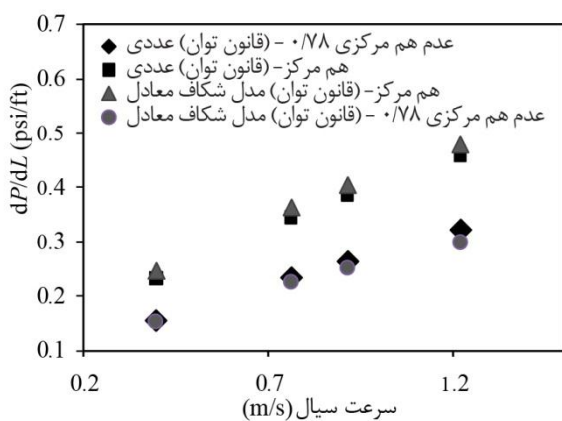 0.7
0.6
0.5
0.4
0.3
0.2
0.1
dP/dL (psi/ft)
عدم هم مرکزی ۰/۷۸ – (قانون توان) عددی
هم مرکز– (قانون توان) عددی
هم مرکز–(قانون توان) مدل شکاف معادل
عدم هم مرکزی ۰/۷۸ – (قانون توان) مدل شکاف معادل
0.2 0.7 1.2
سرعت سیال (m/s)